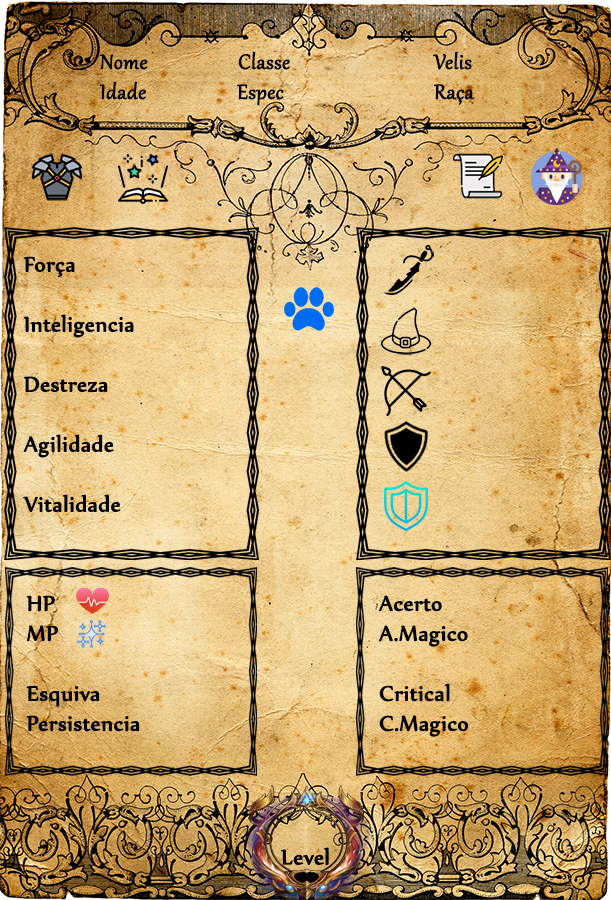 Nome Classe Velis
Idade Espec Raça
Força
Inteligencia
Destreza
Agilidade
Vitalidade
HP
MP
Esquiva
Persistencia
Acerto
A.Magico
Critical
C.Magico
Level